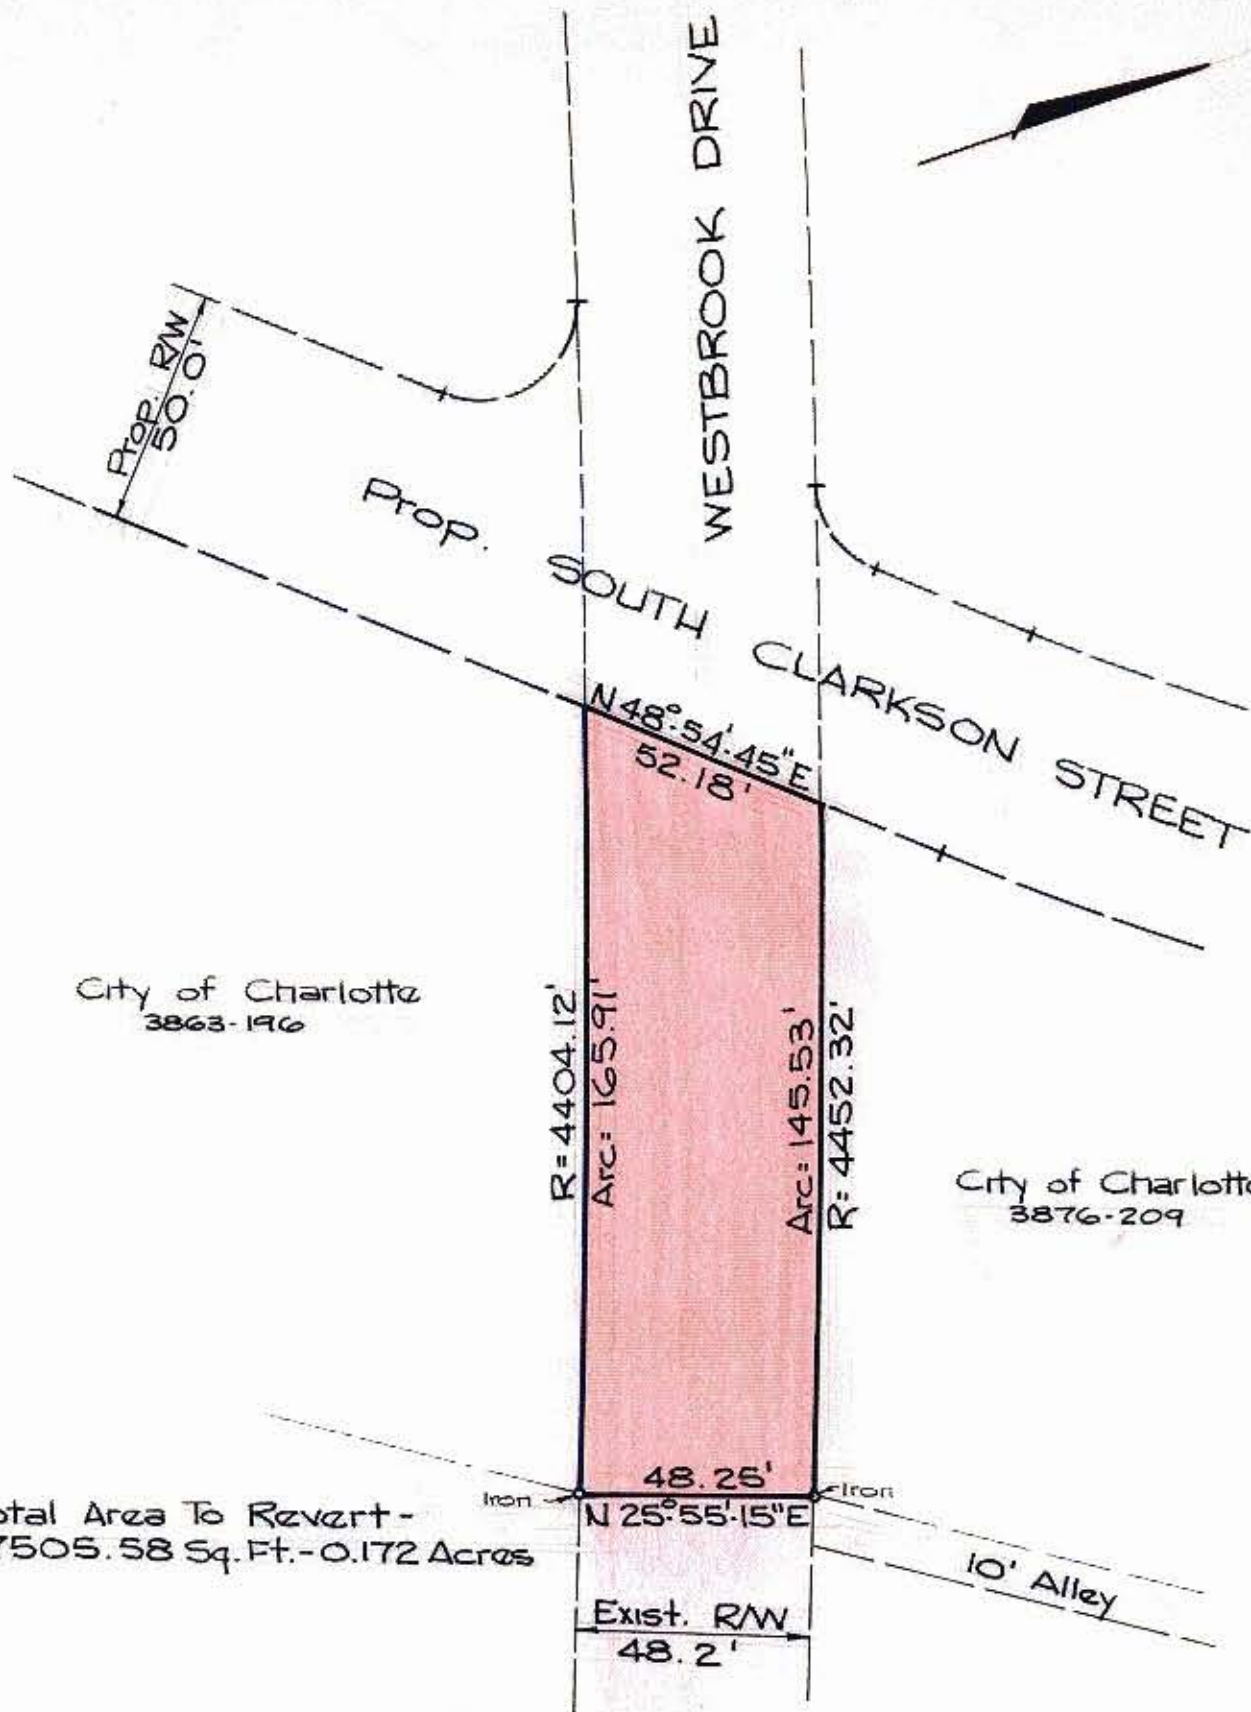 WESTBROOK DRIVE
Prop. R/W
50.0'
Prop. SOUTH CLARKSON STREET
N 48°-54'-45" E
52.18'
City of Charlotte
3863-196
R=4404.12'
Arc= 165.91'
Arc= 145.53'
R= 4452.32'
City of Charlotte
3876-209
48.25'
Iron
Iron
N 25°-55'-15" E
otal Area To Revert-
7505.58 Sq. Ft.-0.172 Acres
10' Alley
Exist. R/W
48.2'